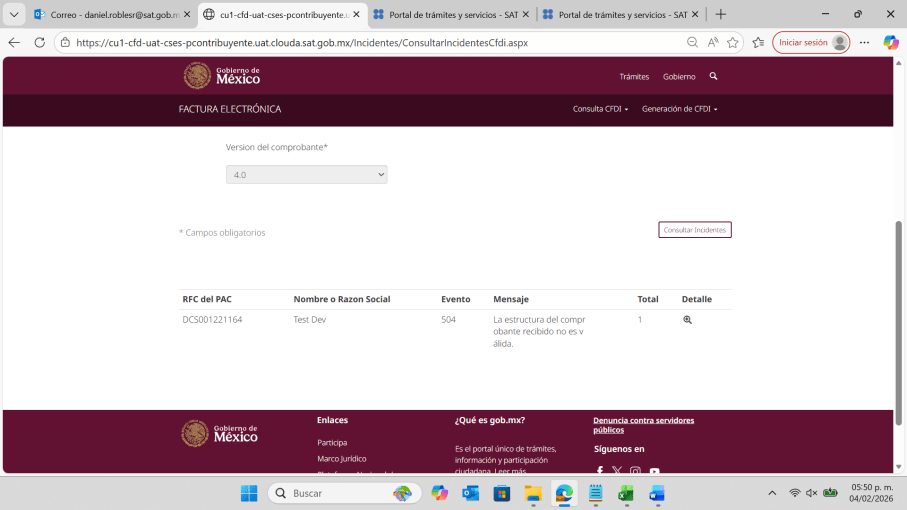 Correo - daniel.roblesr@sat.gob.m
cu1-cfd-uat-cses-pcontribuyente.u
Portal de trámites y servicios - SAT
Portal de trámites y servicios - SAT
https://cu1-cfd-uat-cses-pcontribuyente.uat.clouda.sat.gob.mx/Incidentes/ConsultarIncidentesCfdi.aspx
Iniciar sesión
Gobierno de
México
Trámites Gobierno
FACTURA ELECTRÓNICA
Consulta CFDI
Generación de CFDI
Version del comprobante*
4.0
* Campos obligatorios
Consultar Incidentes
RFC del PAC Nombre o Razon Social Evento Mensaje Total Detalle
DCS001221164 Test Dev 504 La estructura del compr 1
obante recibido no es v
álida.
Gobierno de
México
Enlaces
Participa
Marco Jurídico
¿Qué es gob.mx?
Es el portal único de trámites,
información y participación
ciudadana. Leer más
Denuncia contra servidores
públicos
Síguenos en
Buscar
05:50 p. m.
04/02/2026